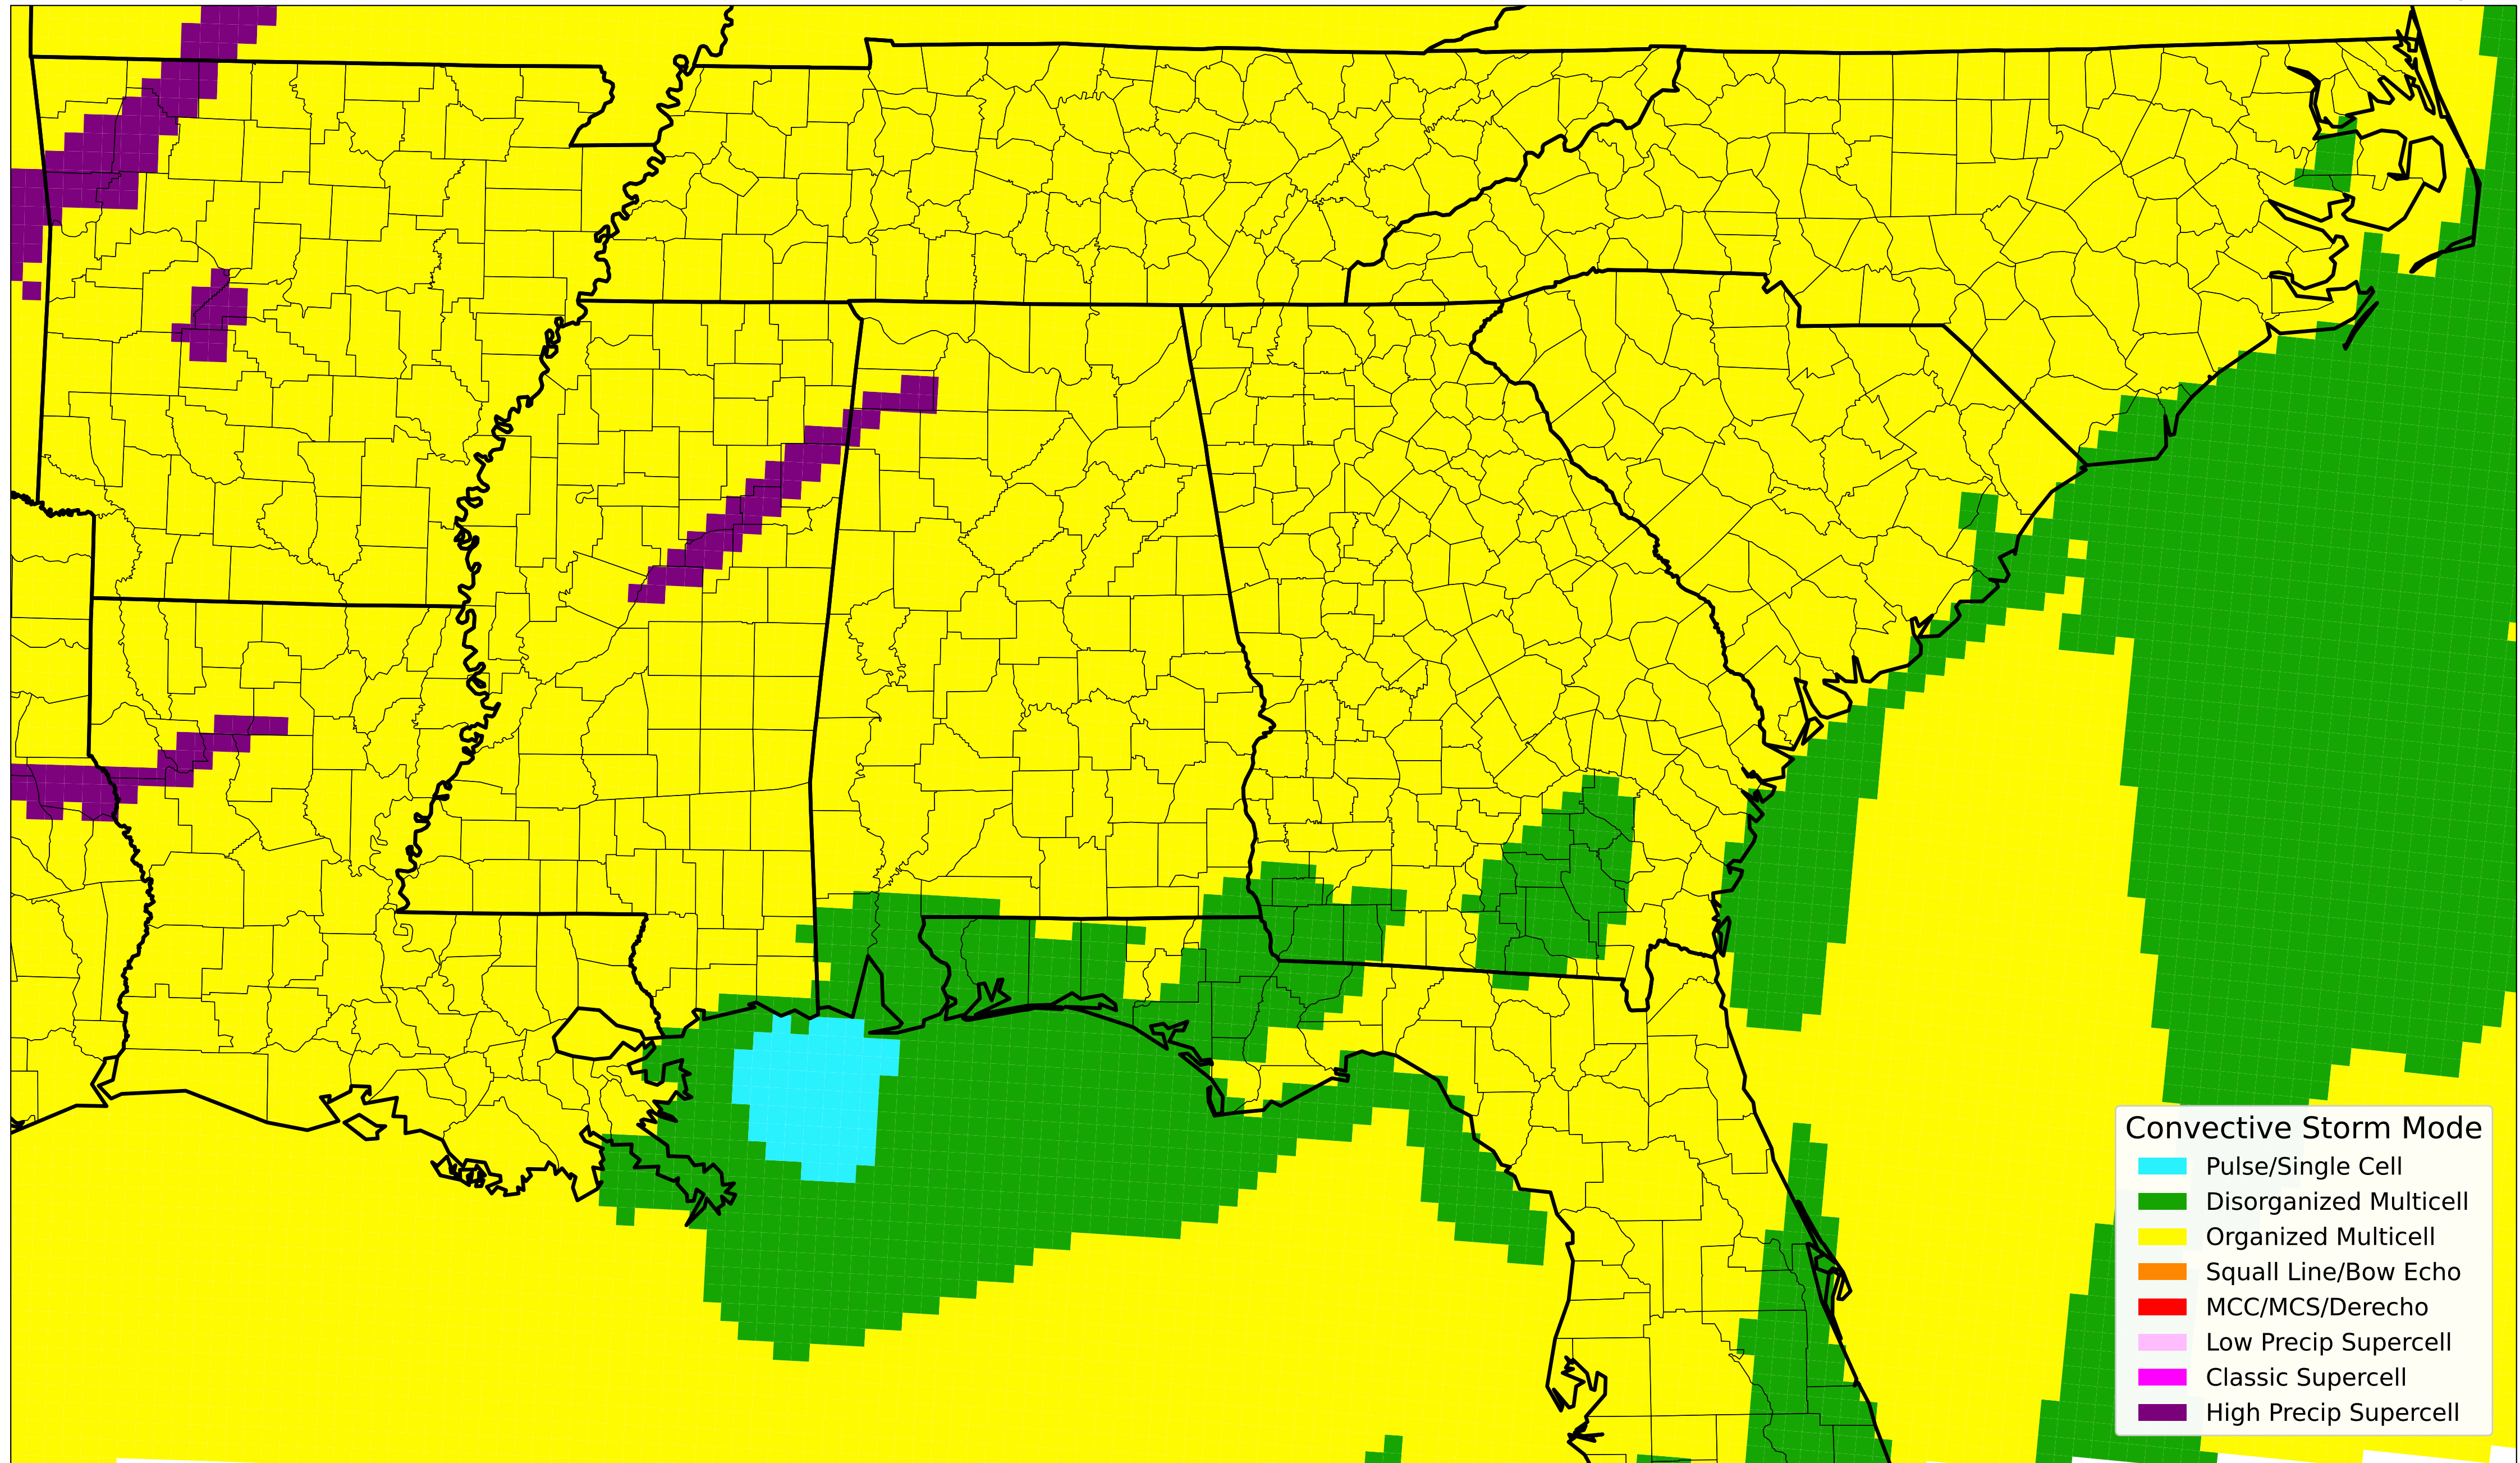 Convective Storm Mode
Pulse/Single Cell
Disorganized Multicell
Organized Multicell
Squall Line/Bow Echo
MCC/MCS/Derecho
Low Precip Supercell
Classic Supercell
High Precip Supercell